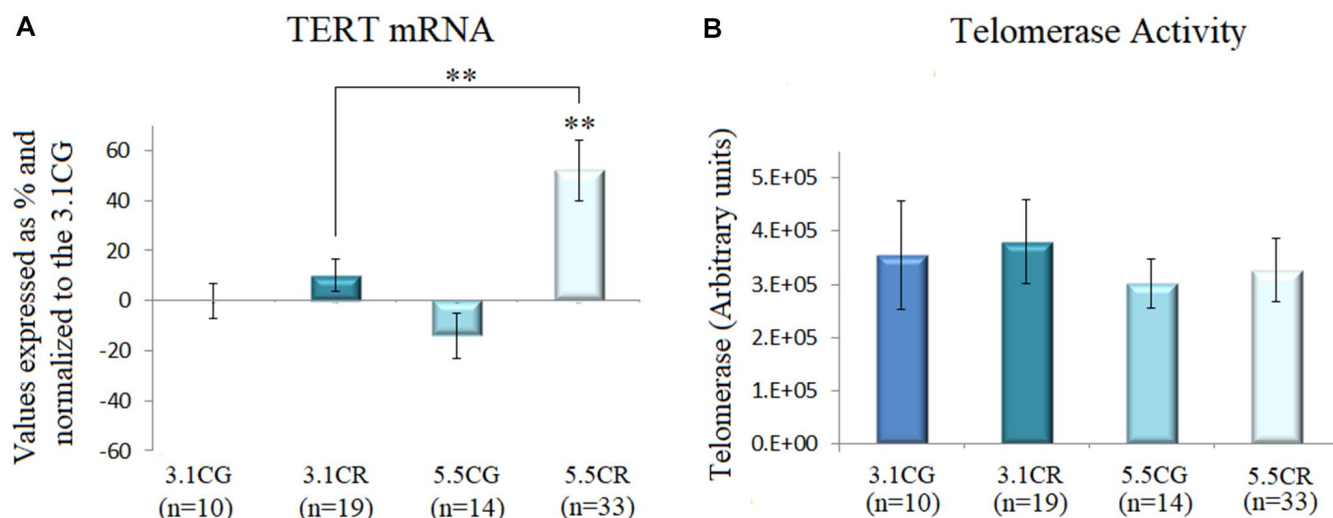 A
TERT mRNA
**
**
Values expressed as % and
normalized to the 3.1CG
60
40
20
0
-20
-40
-60
3.1CG
(n=10)
3.1CR
(n=19)
5.5CG
(n=14)
5.5CR
(n=33)
B
Telomerase Activity
Telomerase (Arbitrary units)
5.E+05
4.E+05
3.E+05
2.E+05
1.E+05
0.E+00
3.1CG
(n=10)
3.1CR
(n=19)
5.5CG
(n=14)
5.5CR
(n=33)